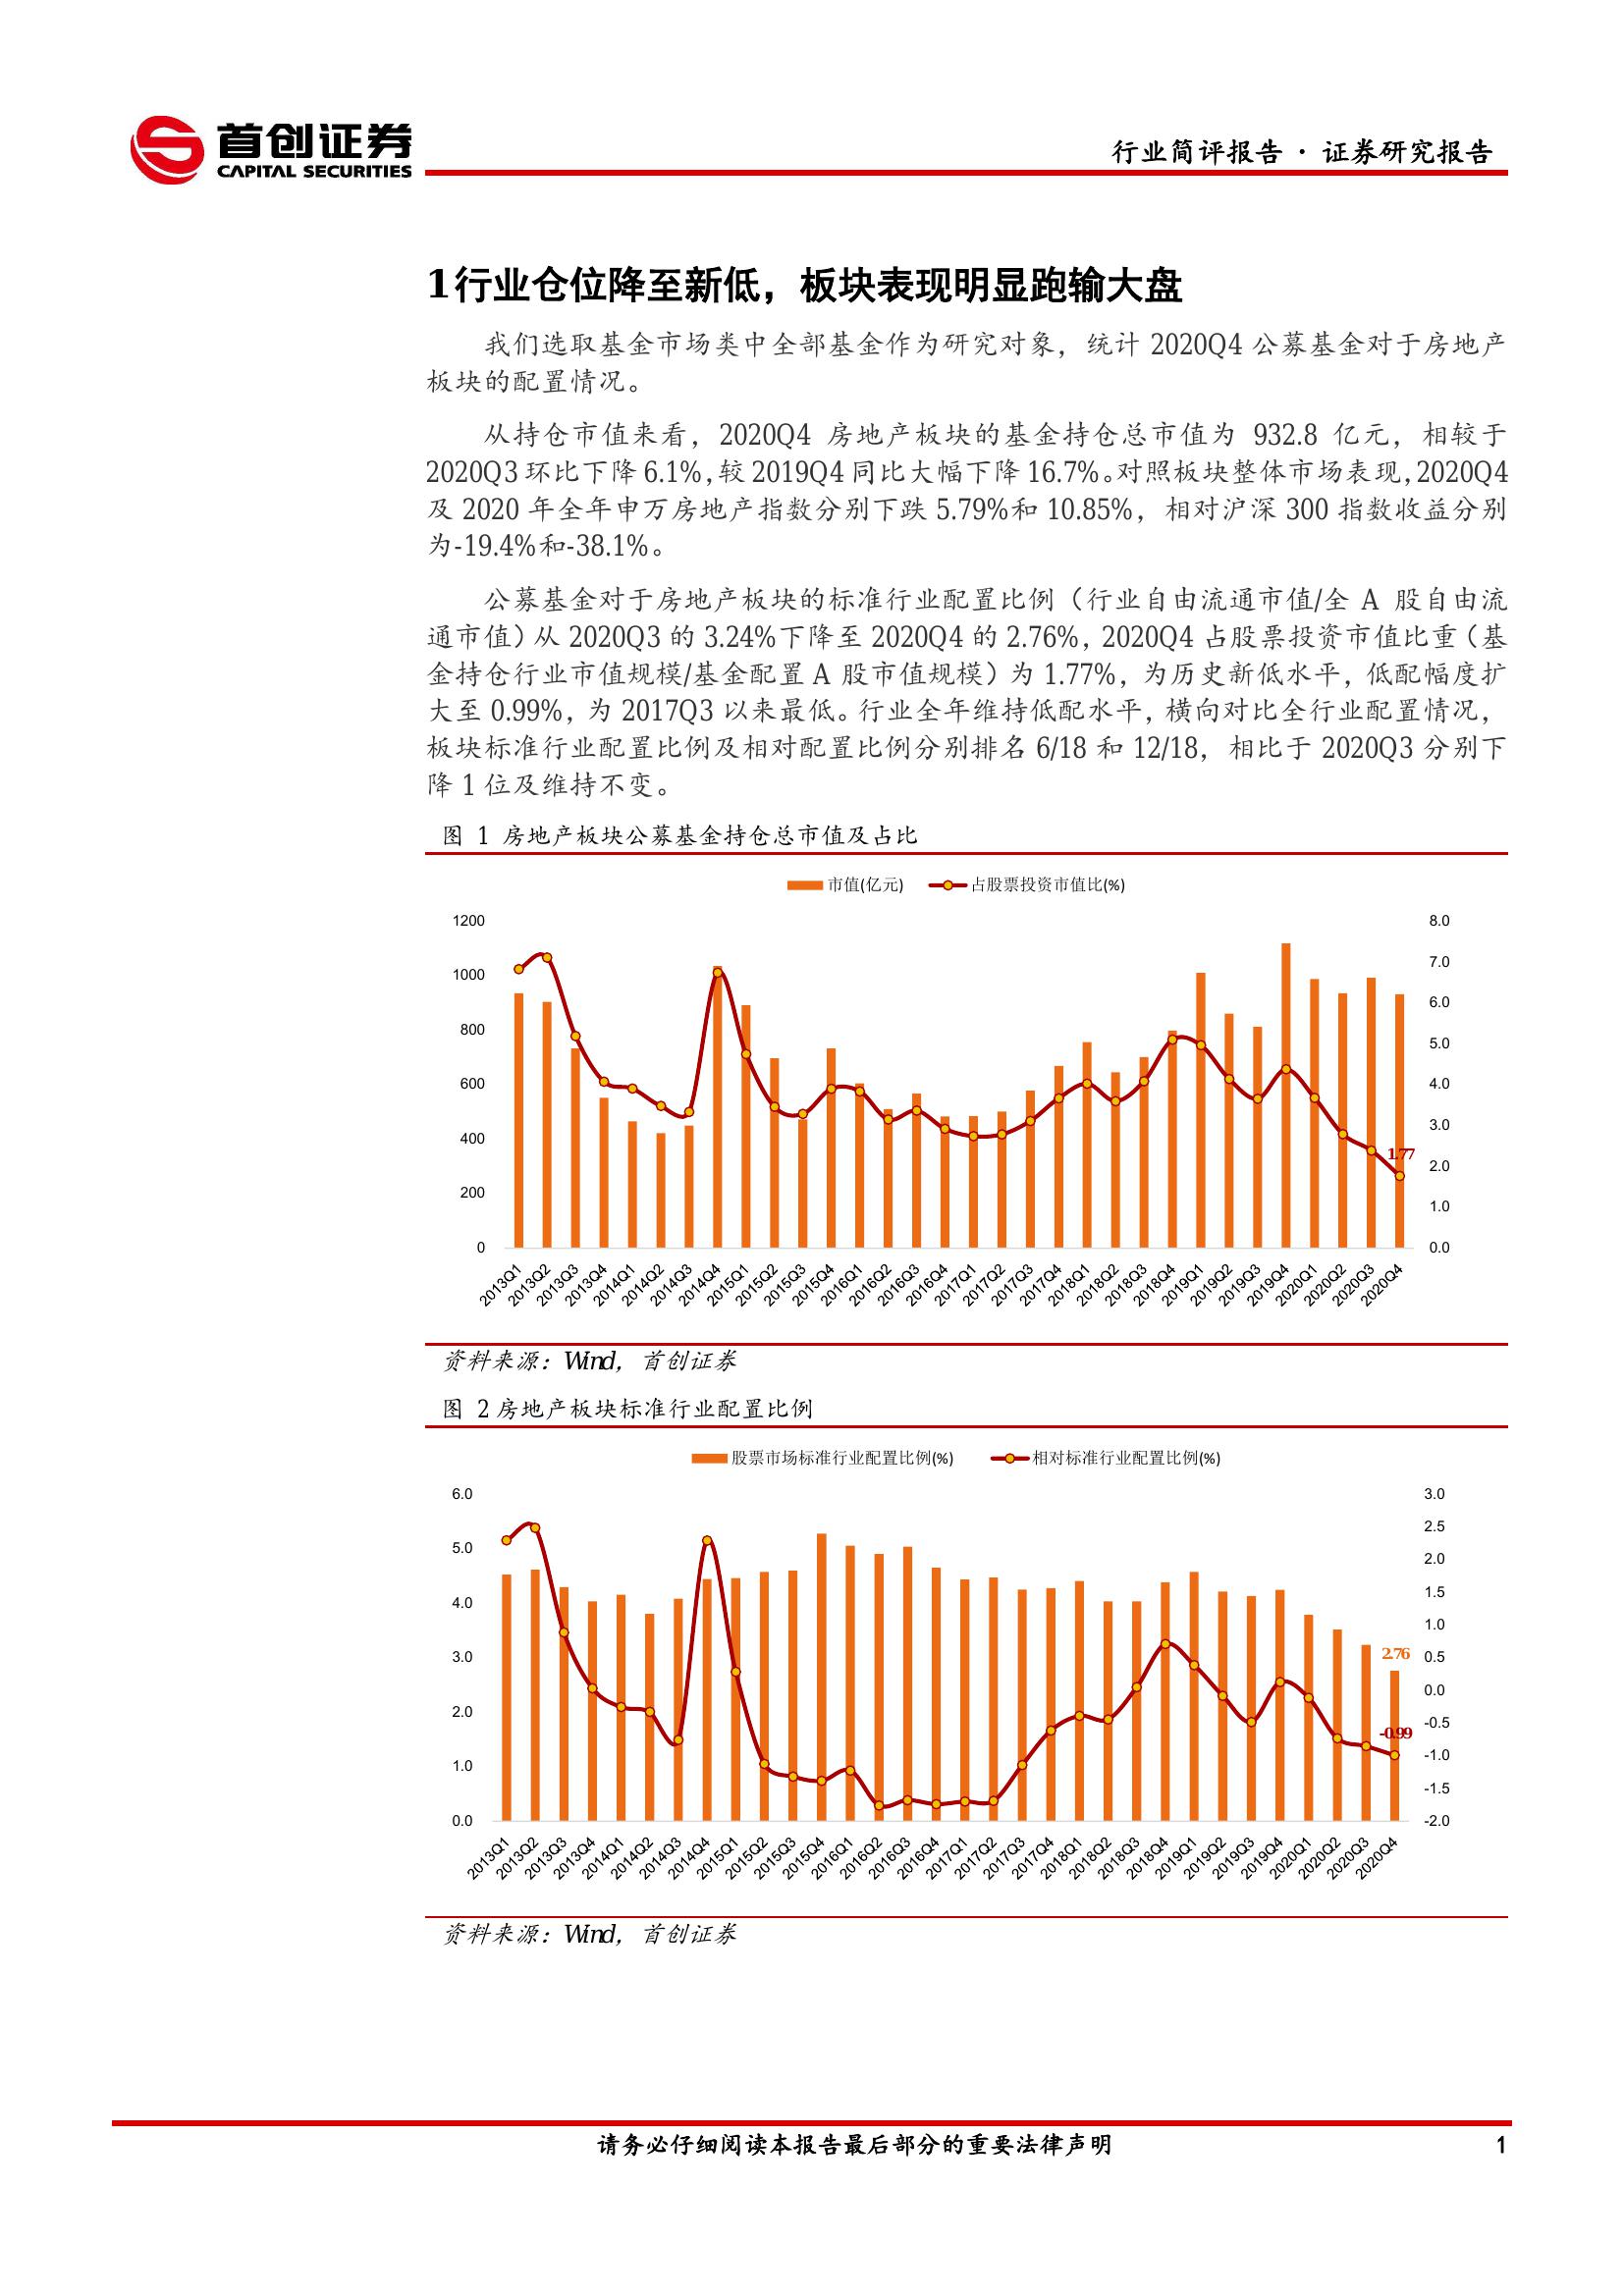 首创证券
CAPITAL SECURITIES
行业简评报告 · 证券研究报告
1行业仓位降至新低，板块表现明显跑输大盘
我们选取基金市场类中全部基金作为研究对象，统计 2020Q4 公募基金对于房地产
板块的配置情况。
从持仓市值来看，2020Q4 房地产板块的基金持仓总市值为 932.8 亿元，相较于
2020Q3 环比下降 6.1%，较 2019Q4 同比大幅下降 16.7%。对照板块整体市场表现，2020Q4
及 2020 年全年申万房地产指数分别下跌 5.79%和 10.85%，相对沪深 300 指数收益分别
为-19.4%和-38.1%。
公募基金对于房地产板块的标准行业配置比例（行业自由流通市值/全 A 股自由流
通市值）从 2020Q3 的 3.24%下降至 2020Q4 的 2.76%，2020Q4 占股票投资市值比重（基
金持仓行业市值规模/基金配置 A 股市值规模）为 1.77%，为历史新低水平，低配幅度扩
大至 0.99%，为 2017Q3 以来最低。行业全年维持低配水平，横向对比全行业配置情况，
板块标准行业配置比例及相对配置比例分别排名 6/18 和 12/18，相比于 2020Q3 分别下
降 1 位及维持不变。
图 1 房地产板块公募基金持仓总市值及占比
市值(亿元) 占股票投资市值比(%)
1200 8.0
1000 7.0
800 6.0
600 5.0
400 4.0
200 3.0
0 2.0
1.0
0.0
1.77
2013Q1 2013Q2 2013Q3 2013Q4 2014Q1 2014Q2 2014Q3 2014Q4 2015Q1 2015Q2 2015Q3 2015Q4 2016Q1 2016Q2 2016Q3 2016Q4 2017Q1 2017Q2 2017Q3 2017Q4 2018Q1 2018Q2 2018Q3 2018Q4 2019Q1 2019Q2 2019Q3 2019Q4 2020Q1 2020Q2 2020Q3 2020Q4
资料来源：Wind，首创证券
图 2 房地产板块标准行业配置比例
股票市场标准行业配置比例(%) 相对标准行业配置比例(%)
6.0 3.0
5.0 2.5
4.0 2.0
3.0 1.5
2.0 1.0
1.0 0.5
0.0 0.0
-0.5
-1.0
-1.5
-2.0
2.76
-0.99
2013Q1 2013Q2 2013Q3 2013Q4 2014Q1 2014Q2 2014Q3 2014Q4 2015Q1 2015Q2 2015Q3 2015Q4 2016Q1 2016Q2 2016Q3 2016Q4 2017Q1 2017Q2 2017Q3 2017Q4 2018Q1 2018Q2 2018Q3 2018Q4 2019Q1 2019Q2 2019Q3 2019Q4 2020Q1 2020Q2 2020Q3 2020Q4
资料来源：Wind，首创证券
请务必仔细阅读本报告最后部分的重要法律声明 1